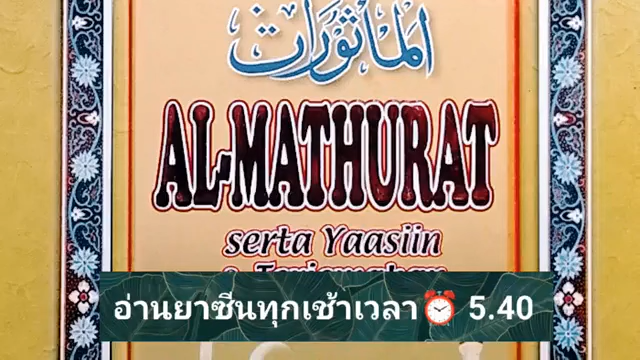 المأثورات
AL-MATHURAT
serta Yaasiin
& Terjemahan
อ่านยาซีนทุกเช้าเวลา⏰ 5.40